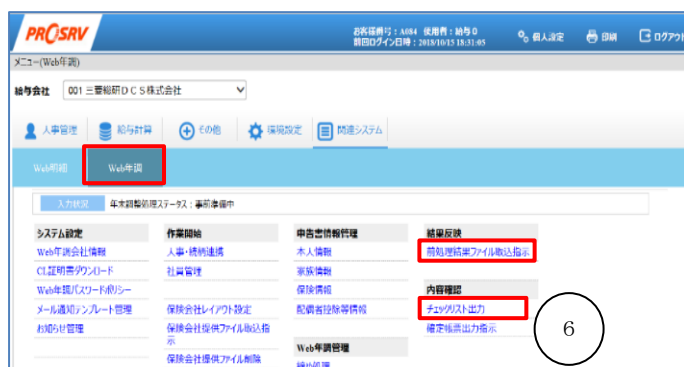 PROSRV
お客様番号：A084 使用者：給与０
前回ログイン日時：2018/10/15 18:31:05
個人設定
印刷
ログアウト
メニュー(Web年調)
給与会社
001 三菱総研ＤＣＳ株式会社
人事管理
給与計算
その他
環境設定
関連システム
Web明細
Web年調
入力状況
年末調整処理ステータス：事前準備中
システム設定
作業開始
申告書情報管理
結果反映
Web年調会社情報
人事・続柄連携
本人情報
前処理結果ファイル取込指示
CL証明書ダウンロード
社員管理
家族情報
Web年調パスワードポリシー
保険情報
内容確認
メール通知テンプレート管理
保険会社レイアウト設定
配偶者控除等情報
チェックリスト出力
お知らせ管理
保険会社提供ファイル取込指
示
確定帳票出力指示
6
Web年調管理
保険会社提供ファイル削除
締め処理